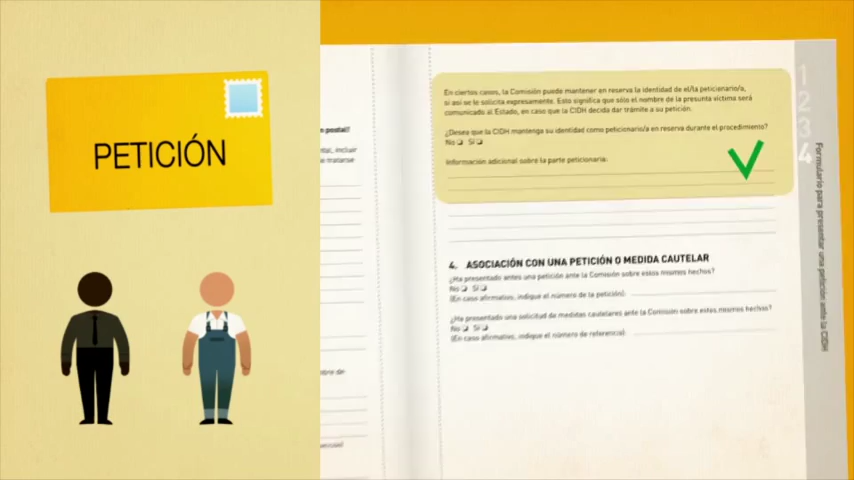 PETICIÓN
n postal)!
ntal, incluir
e tratarse
bre de-
En ciertos casos, la Comisión puede mantener en reserva la identidad de el/la peticionario/a,
si así se le solicita expresamente. Esto significa que sólo el nombre de la presunta víctima será
comunicado al Estado, en caso que la CIDH decida dar trámite a su petición.
¿Desea que la CIDH mantenga su identidad como peticionario/a en reserva durante el procedimiento?
No Sí
Información adicional sobre la parte peticionaria:
4. ASOCIACIÓN CON UNA PETICIÓN O MEDIDA CAUTELAR
¿Ha presentado antes una petición ante la Comisión sobre estos mismos hechos?
No Sí
(En caso afirmativo, indique el número de la petición):
¿Ha presentado una solicitud de medidas cautelares ante la Comisión sobre estos mismos hechos?
No Sí
(En caso afirmativo, indique el número de referencia):
1
2
3
4
Formulario para presentar una petición ante la CIDH